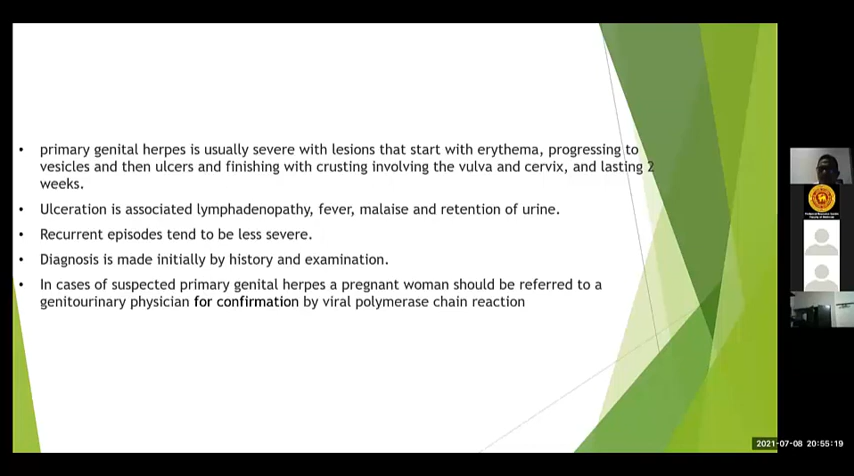 • primary genital herpes is usually severe with lesions that start with erythema, progressing to
vesicles and then ulcers and finishing with crusting involving the vulva and cervix, and lasting 2
weeks.
• Ulceration is associated lymphadenopathy, fever, malaise and retention of urine.
• Recurrent episodes tend to be less severe.
• Diagnosis is made initially by history and examination.
• In cases of suspected primary genital herpes a pregnant woman should be referred to a
genitourinary physician for confirmation by viral polymerase chain reaction
2021-07-08 20:55:19